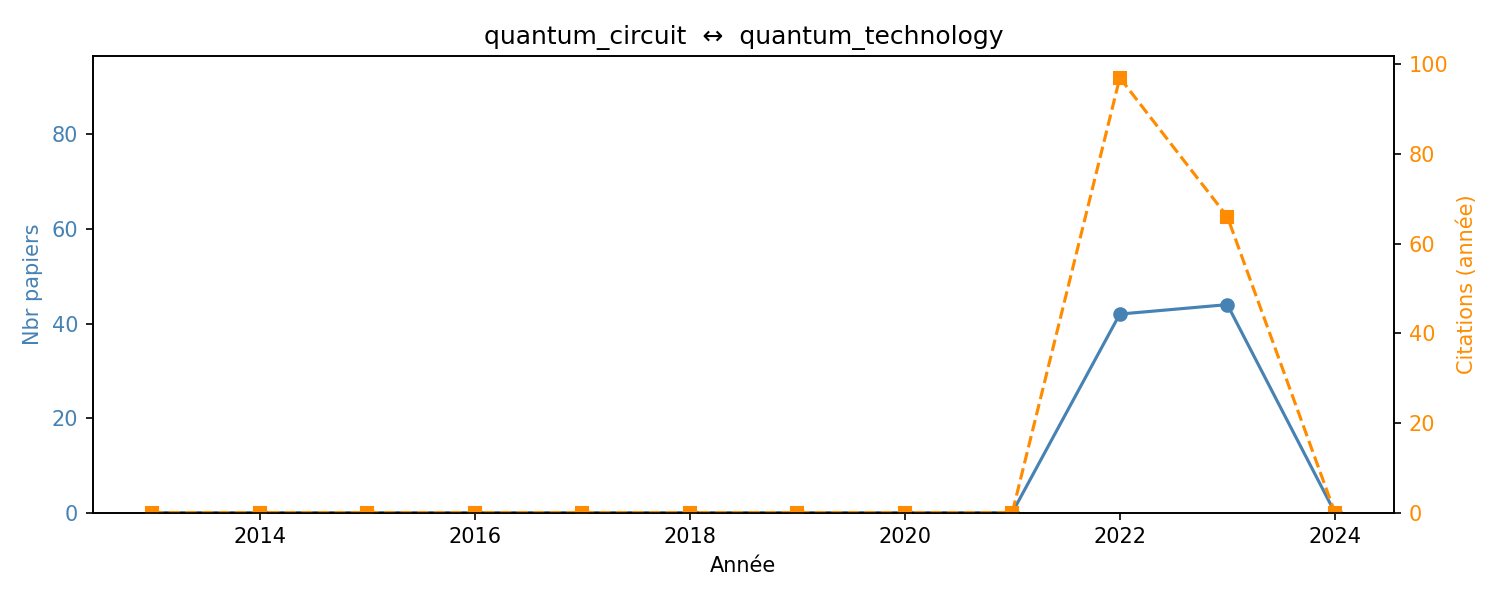 quantum_circuit ↔ quantum_technology
Nbr papiers
80
60
40
20
0
100
80
60
40
20
0
Citations (année)
2014 2016 2018 2020 2022 2024
Année